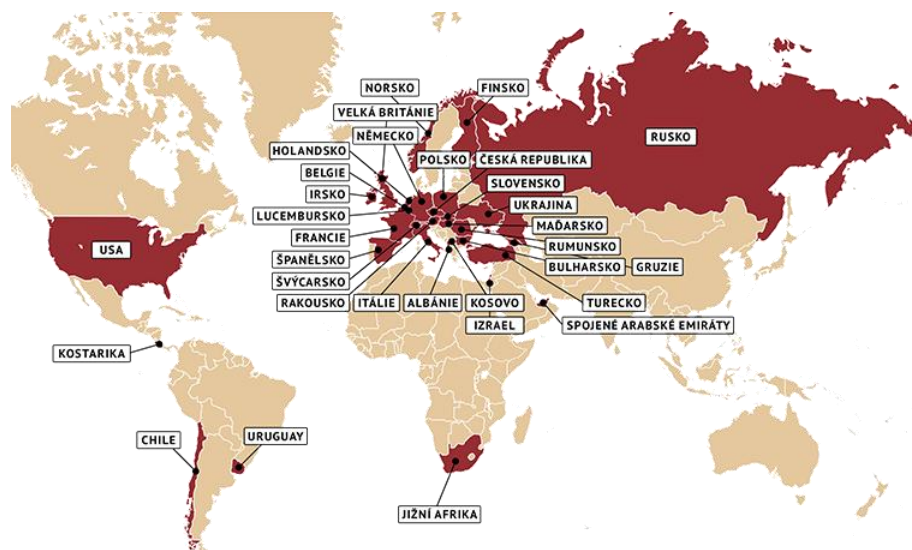 NORSKO
FINSKO
VELKÁ BRITÁNIE
NĚMECKO
RUSKO
HOLANDSKO
POLSKO
ČESKÁ REPUBLIKA
BELGIE
SLOVENSKO
IRSKO
UKRAJINA
LUCEMBURSKO
MAĎARSKO
FRANCIE
RUMUNSKO
USA
ŠPANĚLSKO
BULHARSKO
GRUZIE
ŠVÝCARSKO
RAKOUSKO
ITÁLIE
ALBÁNIE
KOSOVO
TURECKO
IZRAEL
SPOJENÉ ARABSKÉ EMIRÁTY
KOSTARIKA
CHILE
URUGUAY
JIŽNÍ AFRIKA